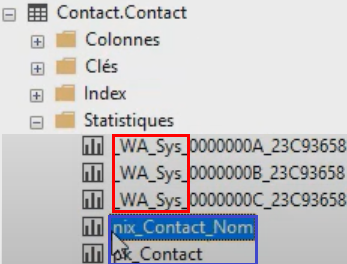 Contact.Contact
Colonnes
Clés
Index
Statistiques
_WA_Sys_0000000A_23C93658
_WA_Sys_0000000B_23C93658
_WA_Sys_0000000C_23C93658
nix_Contact_Nom
pk_Contact